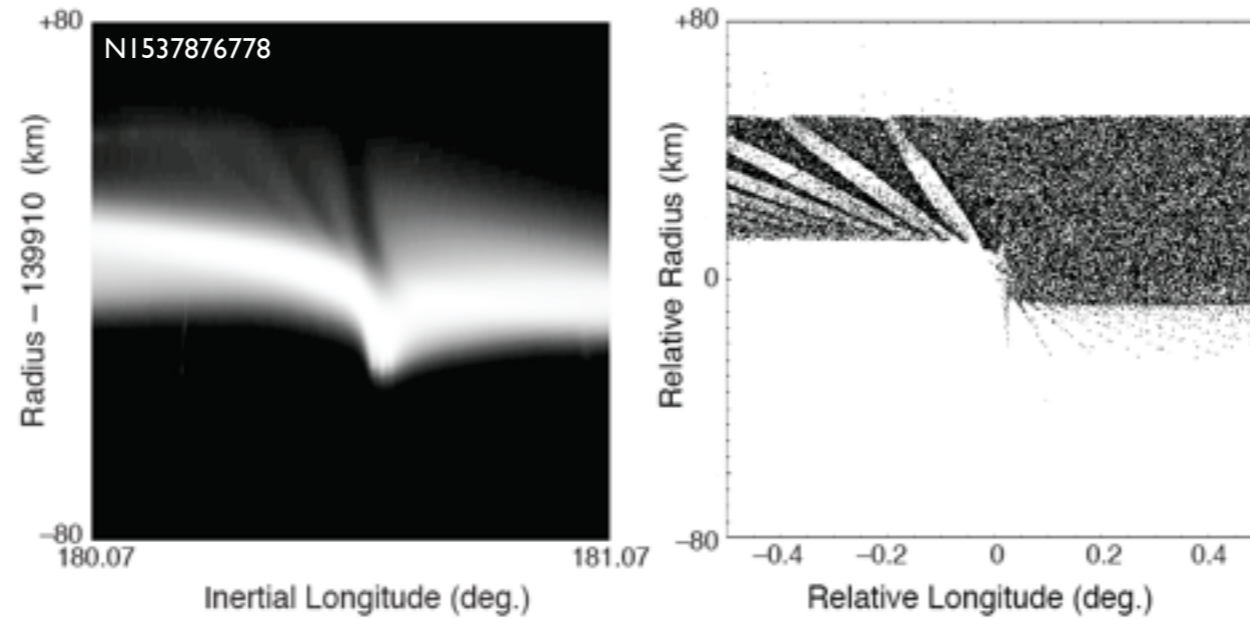 +80
N1537876778
Radius – 139910 (km)
–80
180.07
181.07
Inertial Longitude (deg.)
+80
Relative Radius (km)
0
–80
–0.4
–0.2
0
0.2
0.4
Relative Longitude (deg.)